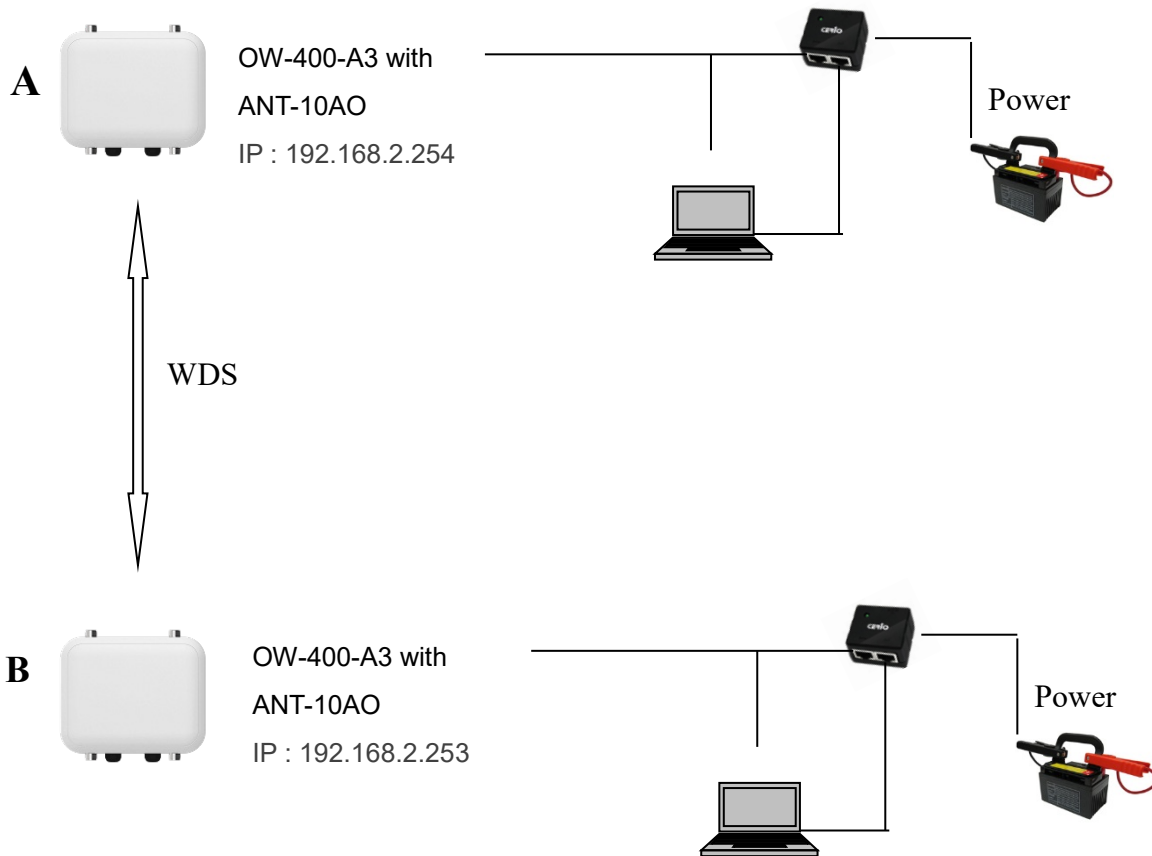 A
OW-400-A3 with
ANT-10AO
IP : 192.168.2.254
Power
WDS
B
OW-400-A3 with
ANT-10AO
IP : 192.168.2.253
Power